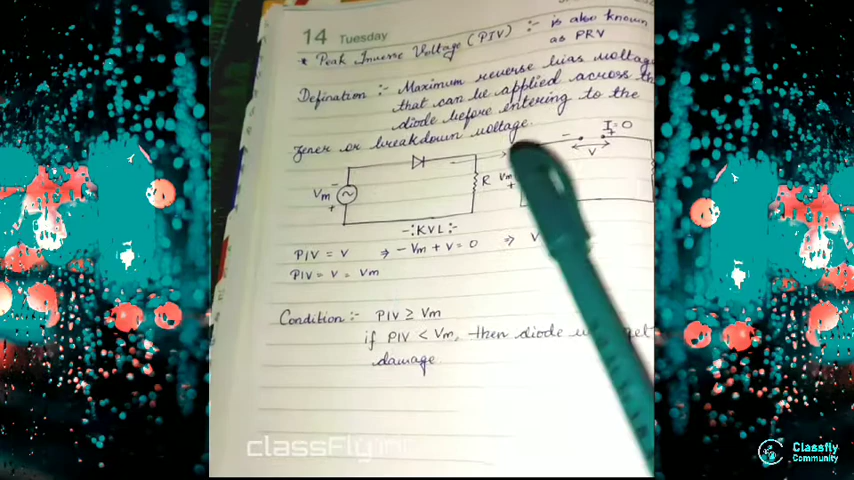 14 Tuesday
* Peak Inverse Voltage (PIV) :- is also known
as PRV
Defination :- Maximum reverse bias voltage
that can be applied across
diode before entering to the
Zener or breakdown voltage.
I=0
- +
V
Vm - +
R
Vm +
-:KVL:-
PIV = V ⇒ -Vm + V = 0 ⇒ V
PIV = V = Vm
Condition :- PIV ≥ Vm
if PIV < Vm, then diode get
damage
classFly.in
Classfly
Community